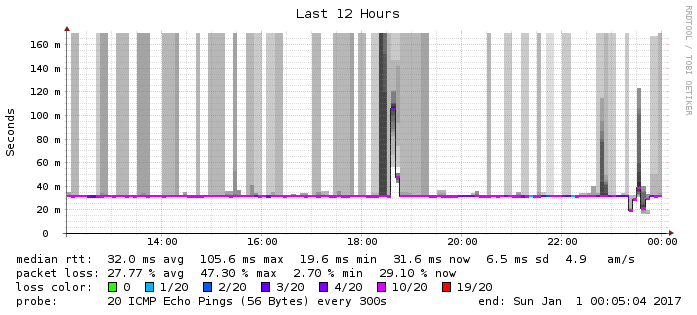 Last 12 Hours
RRDTOOL / TOBI OETIKER
Seconds
160 m
140 m
120 m
100 m
80 m
60 m
40 m
20 m
0
14:00 16:00 18:00 20:00 22:00 00:00
median rtt: 32.0 ms avg 105.6 ms max 19.6 ms min 31.6 ms now 6.5 ms sd 4.9 am/s
packet loss: 27.77 % avg 47.30 % max 2.70 % min 29.10 % now
loss color: 0 1/20 2/20 3/20 4/20 10/20 19/20
probe: 20 ICMP Echo Pings (56 Bytes) every 300s end: Sun Jan 1 00:05:04 2017